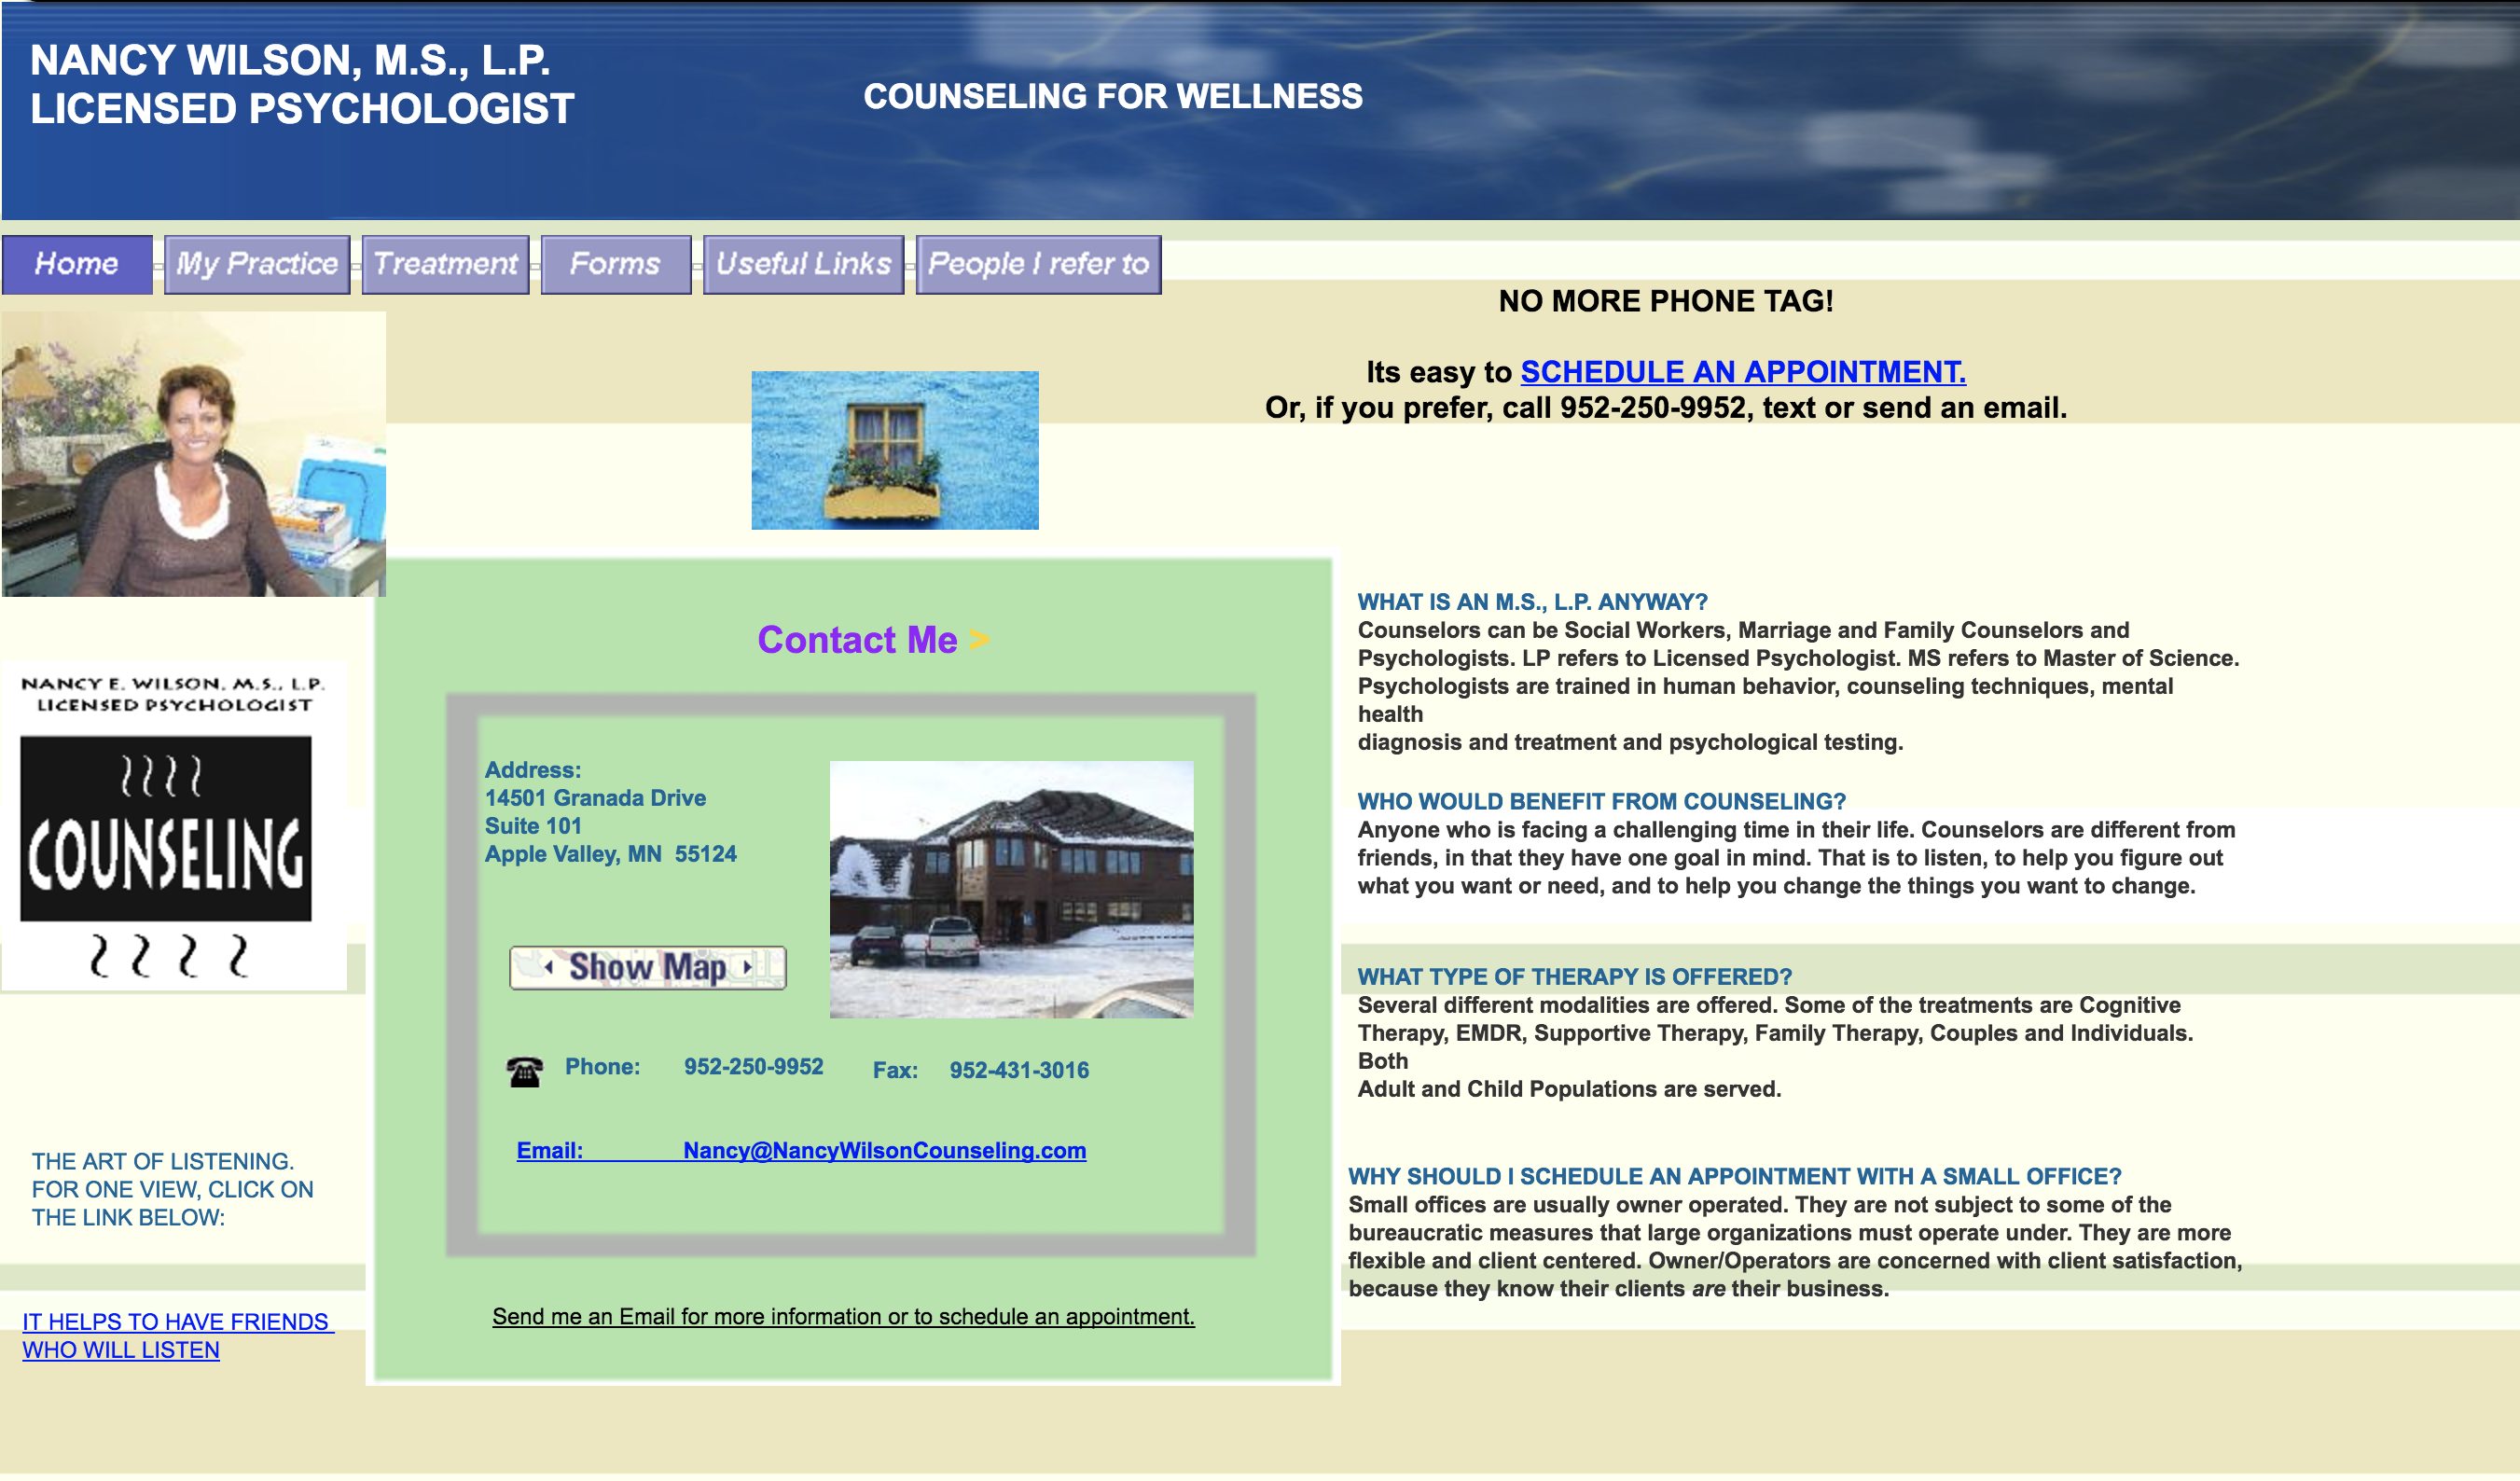 NANCY WILSON, M.S., L.P.
LICENSED PSYCHOLOGIST
COUNSELING FOR WELLNESS
Home
My Practice
Treatment
Forms
Useful Links
People I refer to
NO MORE PHONE TAG!
Its easy to SCHEDULE AN APPOINTMENT.
Or, if you prefer, call 952-250-9952, text or send an email.
NANCY E. WILSON, M.S., L.P.
LICENSED PSYCHOLOGIST
COUNSELING
THE ART OF LISTENING.
FOR ONE VIEW, CLICK ON
THE LINK BELOW:
IT HELPS TO HAVE FRIENDS
WHO WILL LISTEN
Contact Me >
Address:
14501 Granada Drive
Suite 101
Apple Valley, MN  55124
Show Map
Phone: 952-250-9952
Fax: 952-431-3016
Email: Nancy@NancyWilsonCounseling.com
Send me an Email for more information or to schedule an appointment.
WHAT IS AN M.S., L.P. ANYWAY?
Counselors can be Social Workers, Marriage and Family Counselors and
Psychologists. LP refers to Licensed Psychologist. MS refers to Master of Science.
Psychologists are trained in human behavior, counseling techniques, mental
health
diagnosis and treatment and psychological testing.
WHO WOULD BENEFIT FROM COUNSELING?
Anyone who is facing a challenging time in their life. Counselors are different from
friends, in that they have one goal in mind. That is to listen, to help you figure out
what you want or need, and to help you change the things you want to change.
WHAT TYPE OF THERAPY IS OFFERED?
Several different modalities are offered. Some of the treatments are Cognitive
Therapy, EMDR, Supportive Therapy, Family Therapy, Couples and Individuals.
Both
Adult and Child Populations are served.
WHY SHOULD I SCHEDULE AN APPOINTMENT WITH A SMALL OFFICE?
Small offices are usually owner operated. They are not subject to some of the
bureaucratic measures that large organizations must operate under. They are more
flexible and client centered. Owner/Operators are concerned with client satisfaction,
because they know their clients are their business.